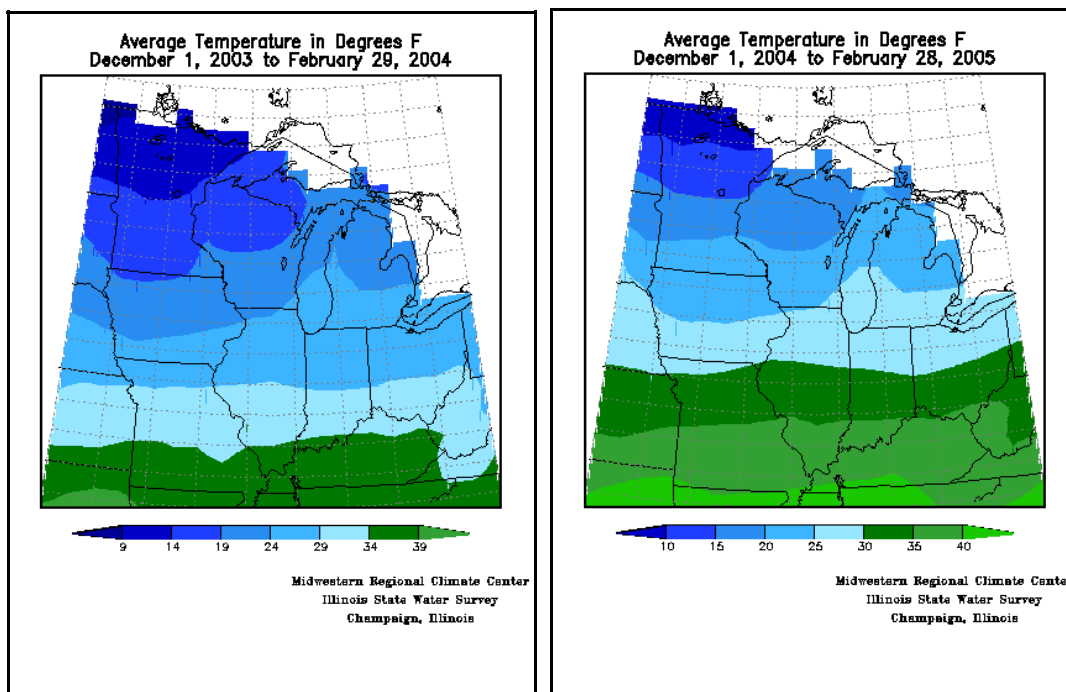 Average Temperature in Degrees F
December 1, 2003 to February 29, 2004
9 14 19 24 29 34 39
Midwestern Regional Climate Center
Illinois State Water Survey
Champaign, Illinois
Average Temperature in Degrees F
December 1, 2004 to February 28, 2005
10 15 20 25 30 35 40
Midwestern Regional Climate Cente
Illinois State Water Survey
Champaign, Illinois